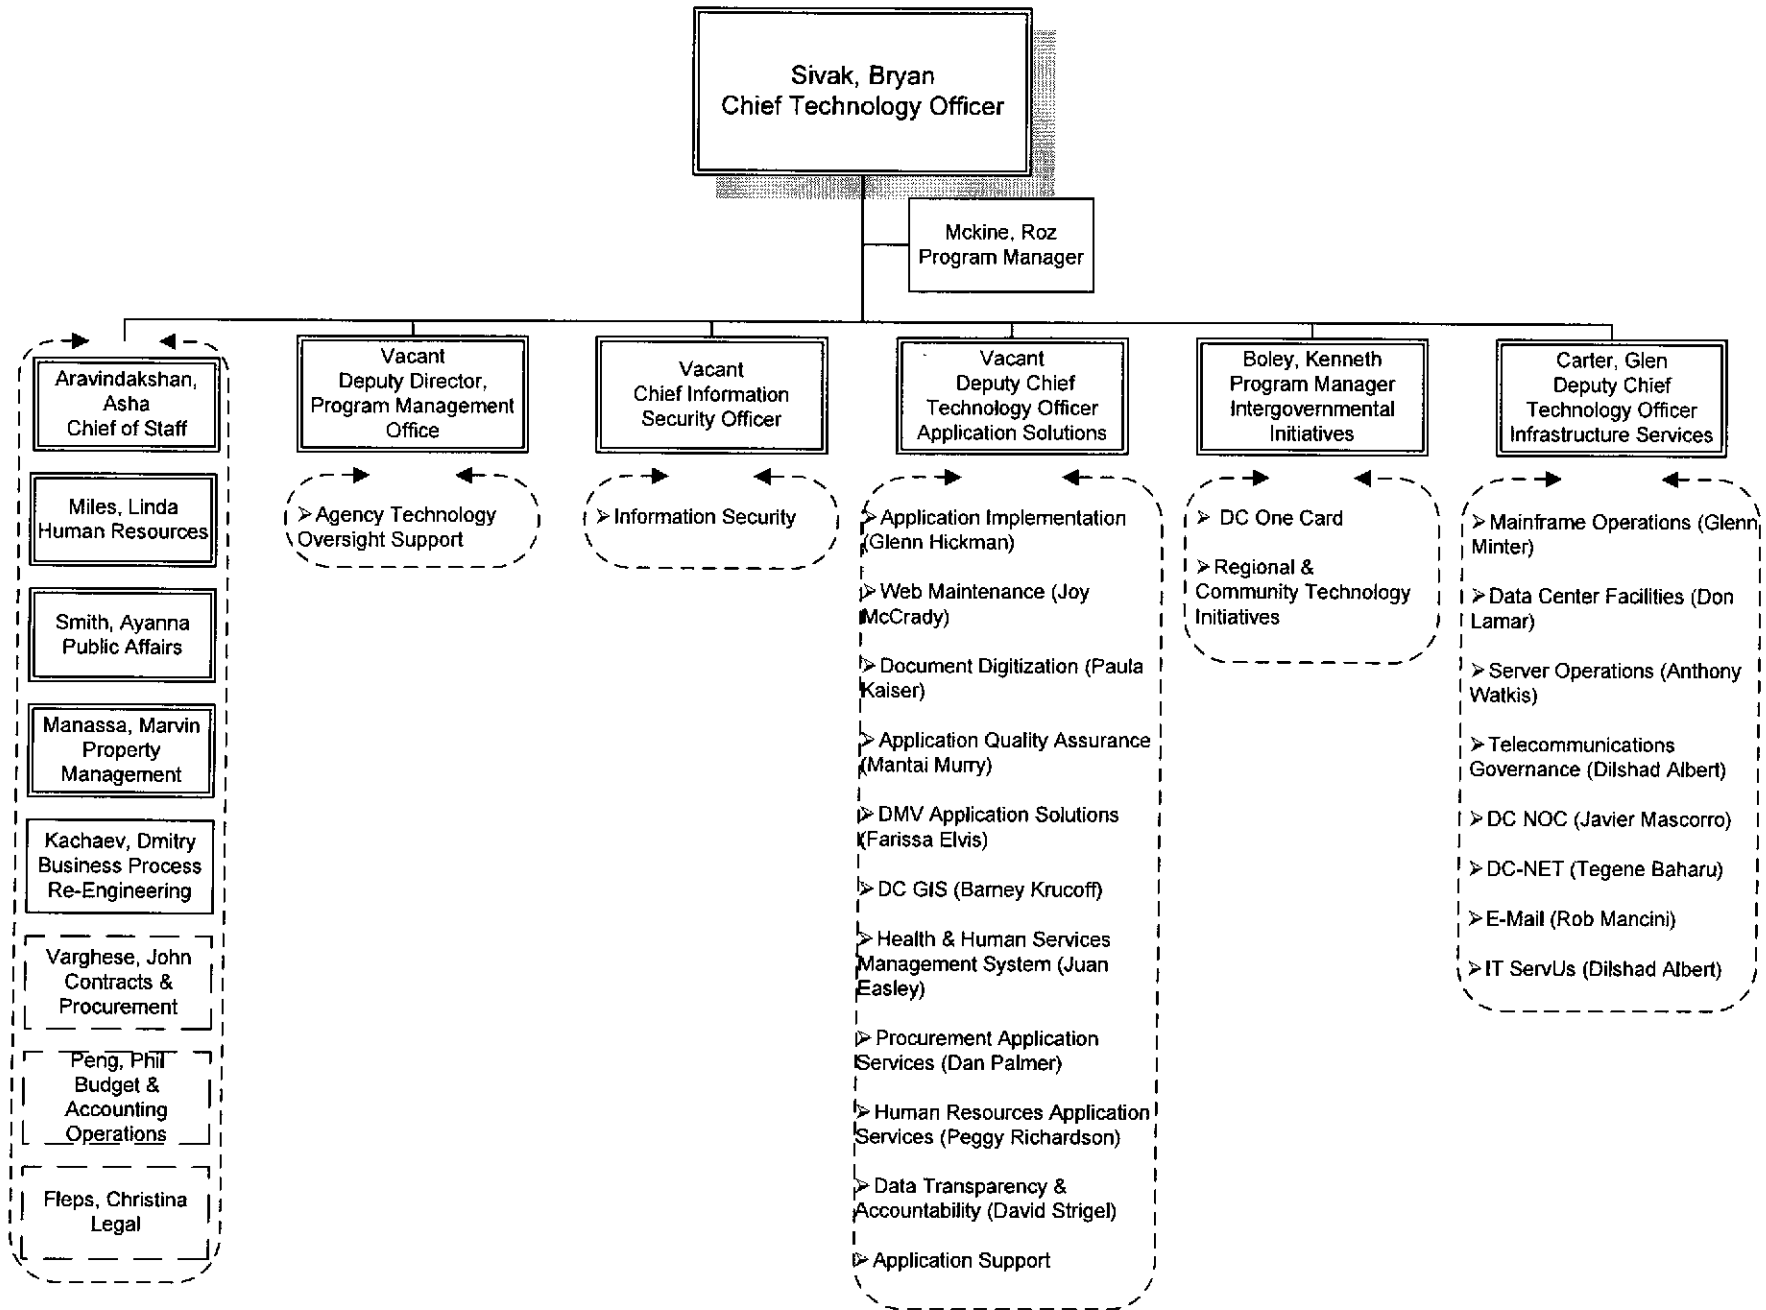 Sivak, Bryan
Chief Technology Officer
Mckine, Roz
Program Manager
Aravindakshan,
Asha
Chief of Staff
Miles, Linda
Human Resources
Smith, Ayanna
Public Affairs
Manassa, Marvin
Property
Management
Kachaev, Dmitry
Business Process
Re-Engineering
Varghese, John
Contracts &
Procurement
Peng, Phil
Budget &
Accounting
Operations
Fleps, Christina
Legal
Vacant
Deputy Director,
Program Management
Office
➢ Agency Technology
Oversight Support
Vacant
Chief Information
Security Officer
➢ Information Security
Vacant
Deputy Chief
Technology Officer
Application Solutions
➢ Application Implementation
(Glenn Hickman)
➢ Web Maintenance (Joy
McCrady)
➢ Document Digitization (Paula
Kaiser)
➢ Application Quality Assurance
(Mantai Murry)
➢ DMV Application Solutions
(Farissa Elvis)
➢ DC GIS (Barney Krucoff)
➢ Health & Human Services
Management System (Juan
Easley)
➢ Procurement Application
Services (Dan Palmer)
➢ Human Resources Application
Services (Peggy Richardson)
➢ Data Transparency &
Accountability (David Strigel)
➢ Application Support
Boley, Kenneth
Program Manager
Intergovernmental
Initiatives
➢ DC One Card
➢ Regional &
Community Technology
Initiatives
Carter, Glen
Deputy Chief
Technology Officer
Infrastructure Services
➢ Mainframe Operations (Glenn
Minter)
➢ Data Center Facilities (Don
Lamar)
➢ Server Operations (Anthony
Watkis)
➢ Telecommunications
Governance (Dilshad Albert)
➢ DC NOC (Javier Mascorro)
➢ DC-NET (Tegene Baharu)
➢ E-Mail (Rob Mancini)
➢ IT ServUs (Dilshad Albert)